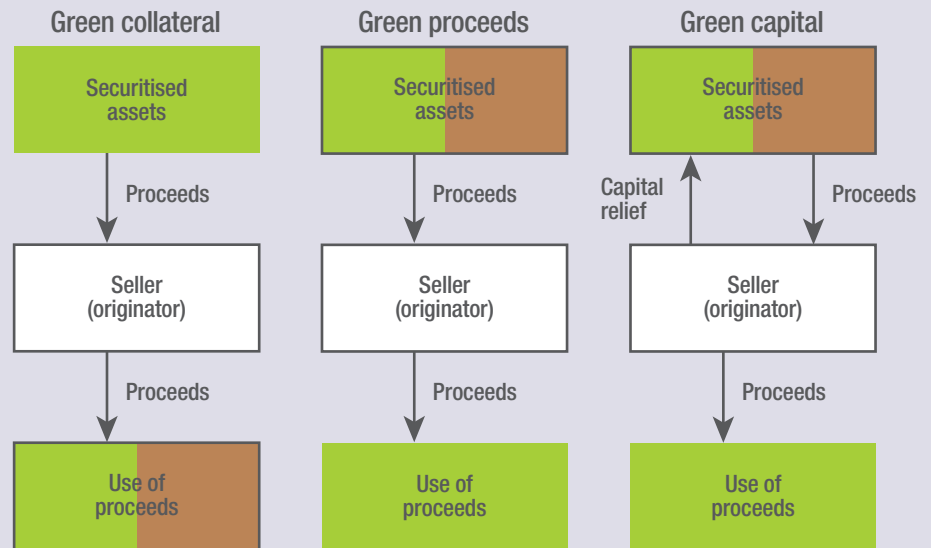 Green collateral
Securitised
assets
Proceeds
Seller
(originator)
Proceeds
Use of
proceeds
Green proceeds
Securitised
assets
Proceeds
Seller
(originator)
Proceeds
Use of
proceeds
Green capital
Securitised
assets
Capital
relief
Proceeds
Seller
(originator)
Proceeds
Use of
proceeds